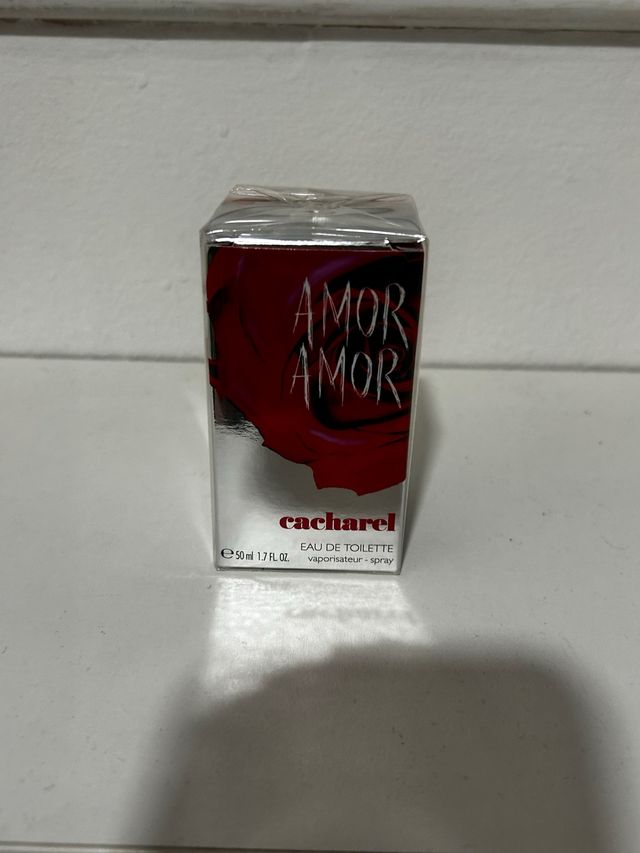 AMOR
AMOR
cacharel
EAU DE TOILETTE
℮ 50 ml 1.7 FL. OZ. vaporisateur - spray